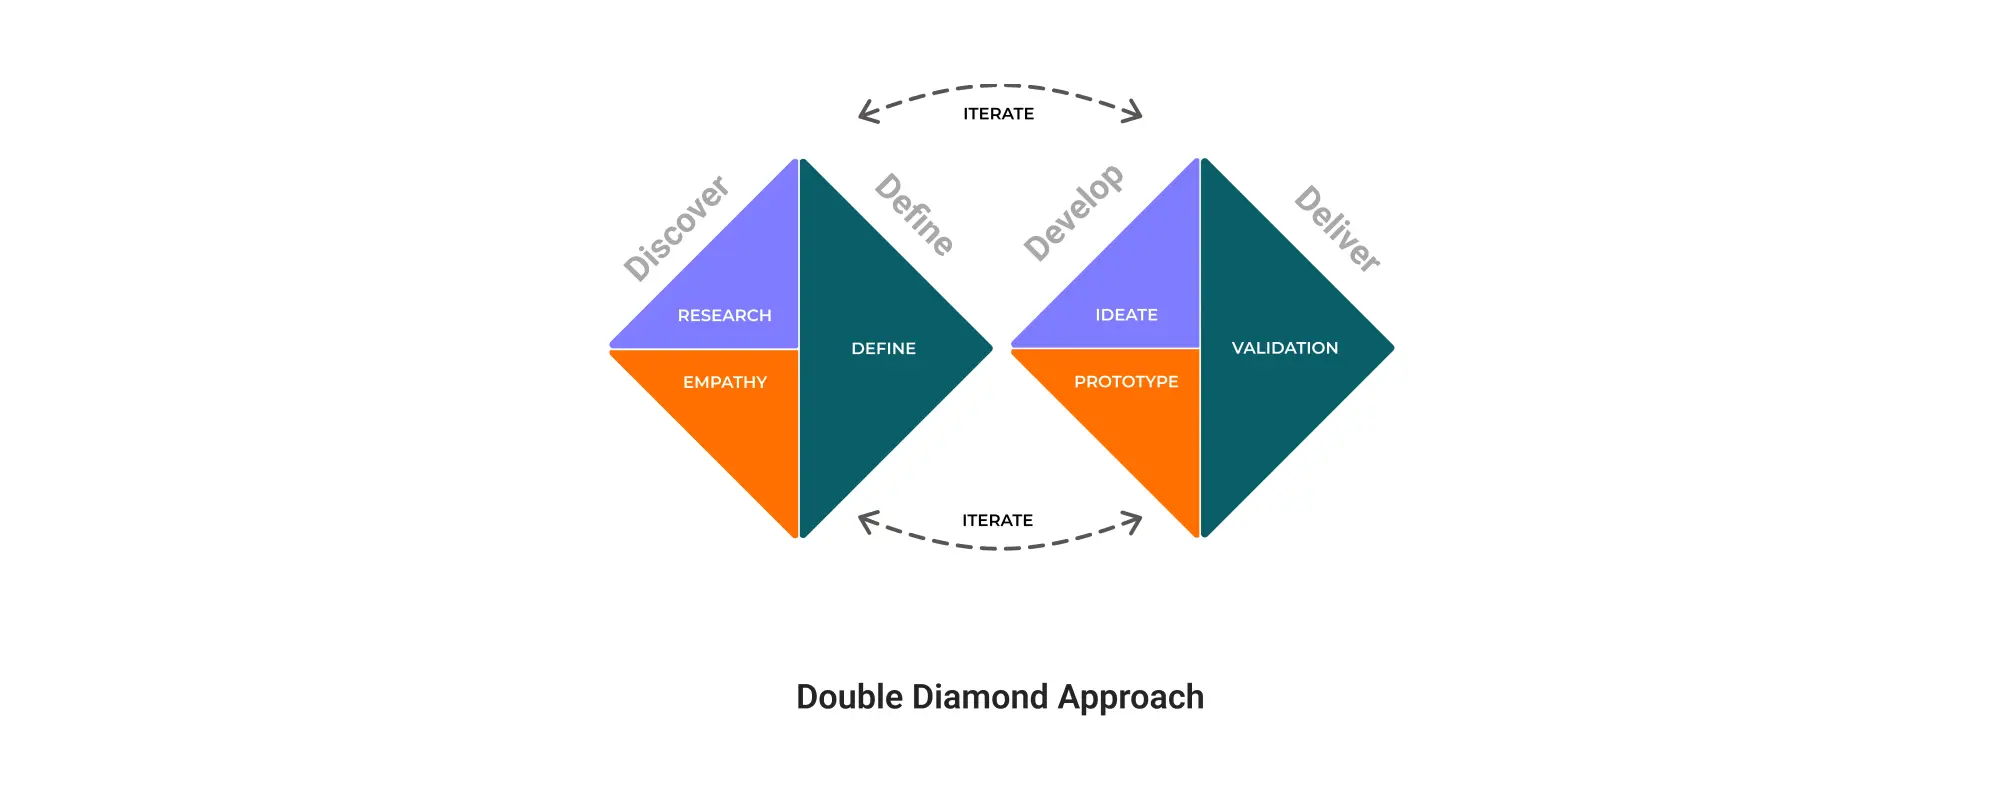 ITERATE
Discover
Define
Develop
Deliver
RESEARCH
EMPATHY
DEFINE
IDEATE
PROTOTYPE
VALIDATION
ITERATE
Double Diamond Approach